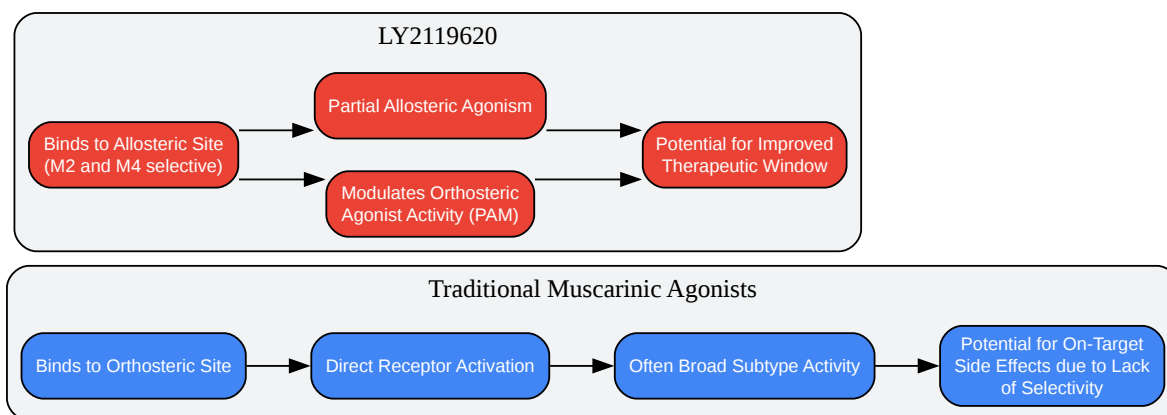 LY2119620
Partial Allosteric Agonism
Binds to Allosteric Site
(M2 and M4 selective)
Potential for Improved
Therapeutic Window
Modulates Orthosteric
Agonist Activity (PAM)
Traditional Muscarinic Agonists
Binds to Orthosteric Site
Direct Receptor Activation
Often Broad Subtype Activity
Potential for On-Target
Side Effects due to Lack
of Selectivity